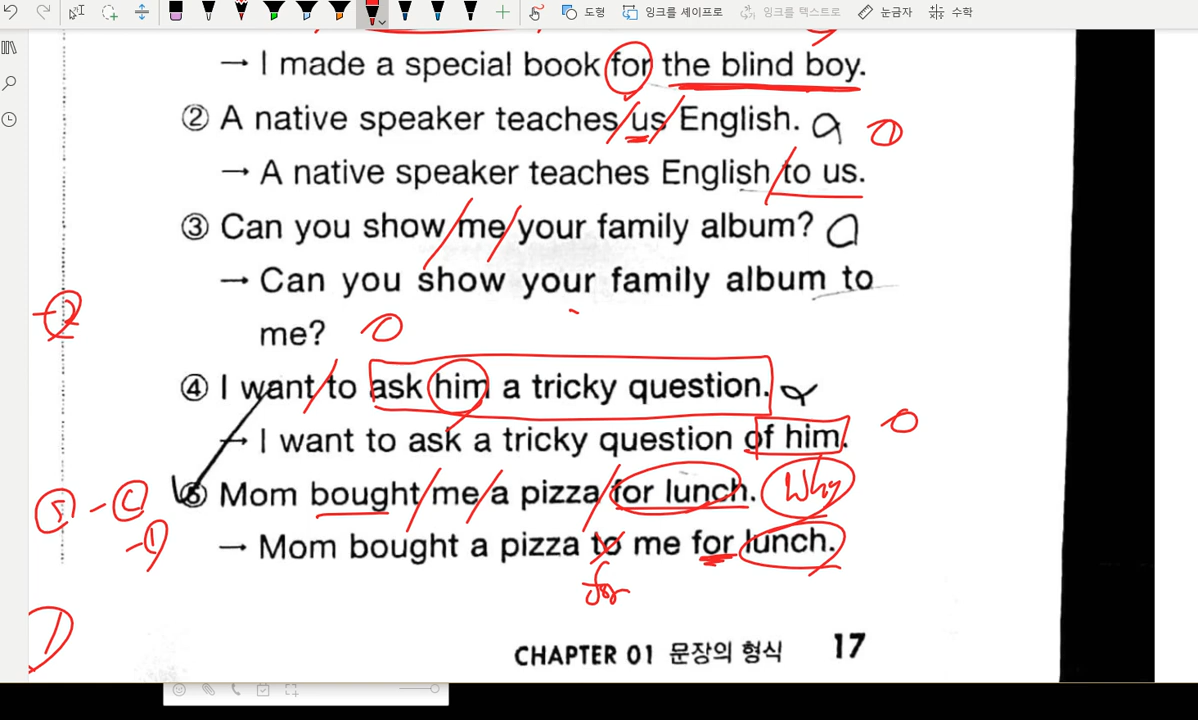 도형 잉크를 셰이프로 잉크를 텍스트로 눈금자 수학
→ I made a special book for the blind boy.
② A native speaker teaches us English.
→ A native speaker teaches English to us.
③ Can you show me your family album?
→ Can you show your family album to
me?
④ I want to ask him a tricky question.
→ I want to ask a tricky question of him.
⑤ Mom bought me a pizza for lunch. Why
→ Mom bought a pizza to me for lunch.
for
CHAPTER 01 문장의 형식 17